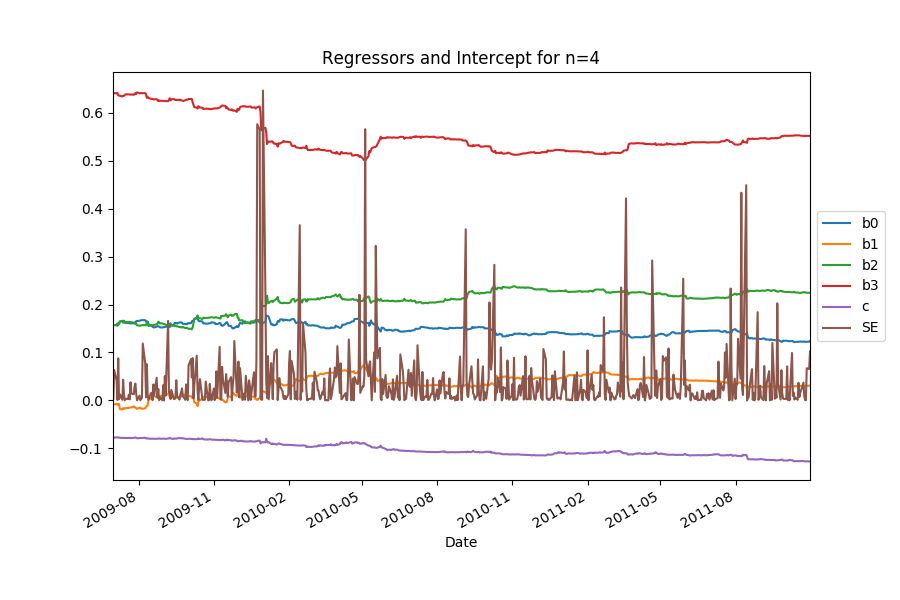 Regressors and Intercept for n=4
0.6
0.5
0.4
0.3
0.2
0.1
0.0
−0.1
2009-08
2009-11
2010-02
2010-05
2010-08
2010-11
2011-02
2011-05
2011-08
Date
b0
b1
b2
b3
c
SE